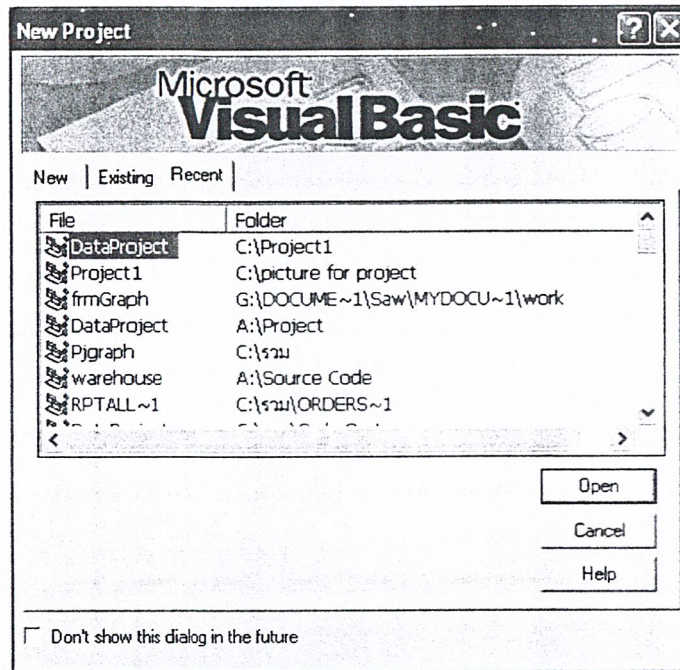 New Project
Microsoft
Visual Basic
New Existing Recent
File Folder
DataProject C:\Project1
Project1 C:\picture for project
frmGraph G:\DOCUME~1\Saw\MYDOCU~1\work
DataProject A:\Project
Pjgraph C:\รวม
warehouse A:\Source Code
RPTALL~1 C:\รวม\ORDERS~1
Open
Cancel
Help
Don't show this dialog in the future